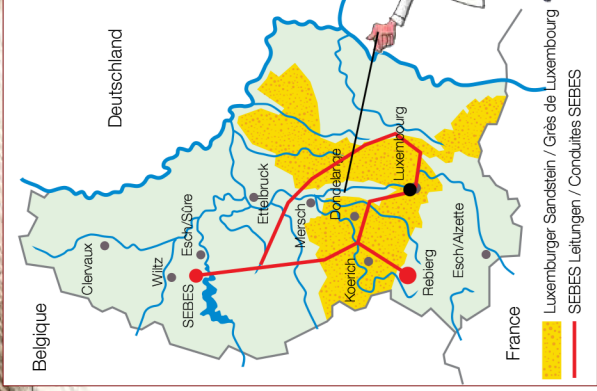 Belgique
Deutschland
Clervaux
Wiltz
Esch/Sûre
SEBES
Ettelbruck
Mersch
Dondelange
Luxembourg
Koerich
Rebierg
Esch/Alzette
France
Luxemburger Sandstein / Grès de Luxembourg
SEBES Leitungen / Conduites SEBES